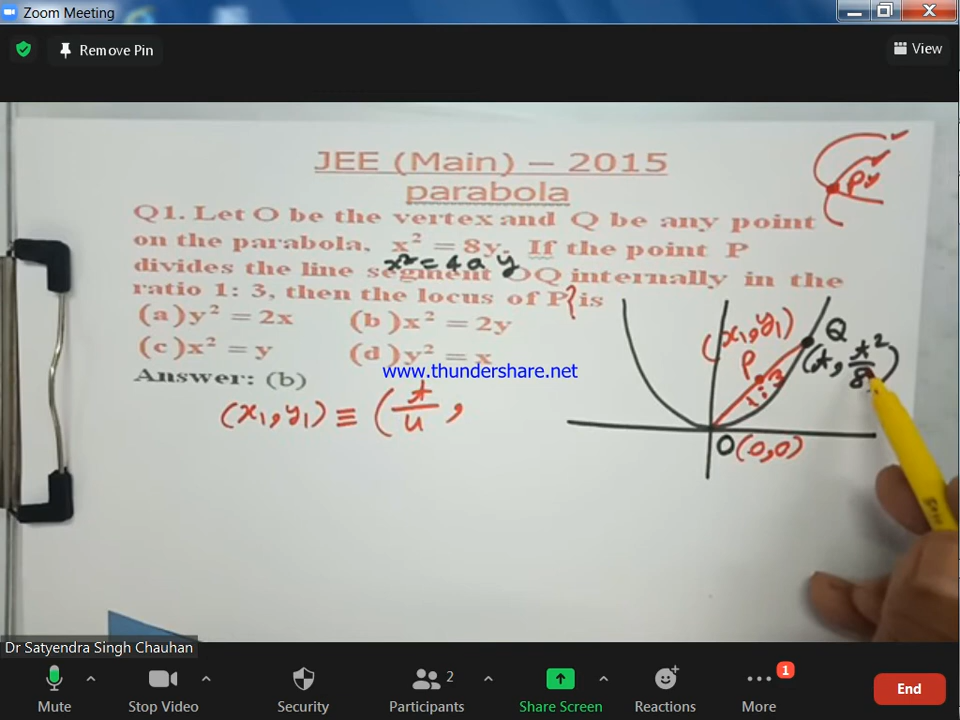 Zoom Meeting
Remove Pin
View
JEE (Main) – 2015
parabola
Q1. Let O be the vertex and Q be any point
on the parabola, x² = 8y. If the point P
x² = 4ay
divides the line segment OQ internally in the
ratio 1: 3, then the locus of P is
(a) y² = 2x (b) x² = 2y
(c) x² = y (d) y² = x
Answer: (b)
www.thundershare.net
(x₁, y₁) ≡ (t/4,
P
(x₁, y₁)
Q
(t, t²/8)
P
1:3
O(0,0)
Dr Satyendra Singh Chauhan
Mute
Stop Video
Security
Participants
2
Share Screen
Reactions
More
1
End